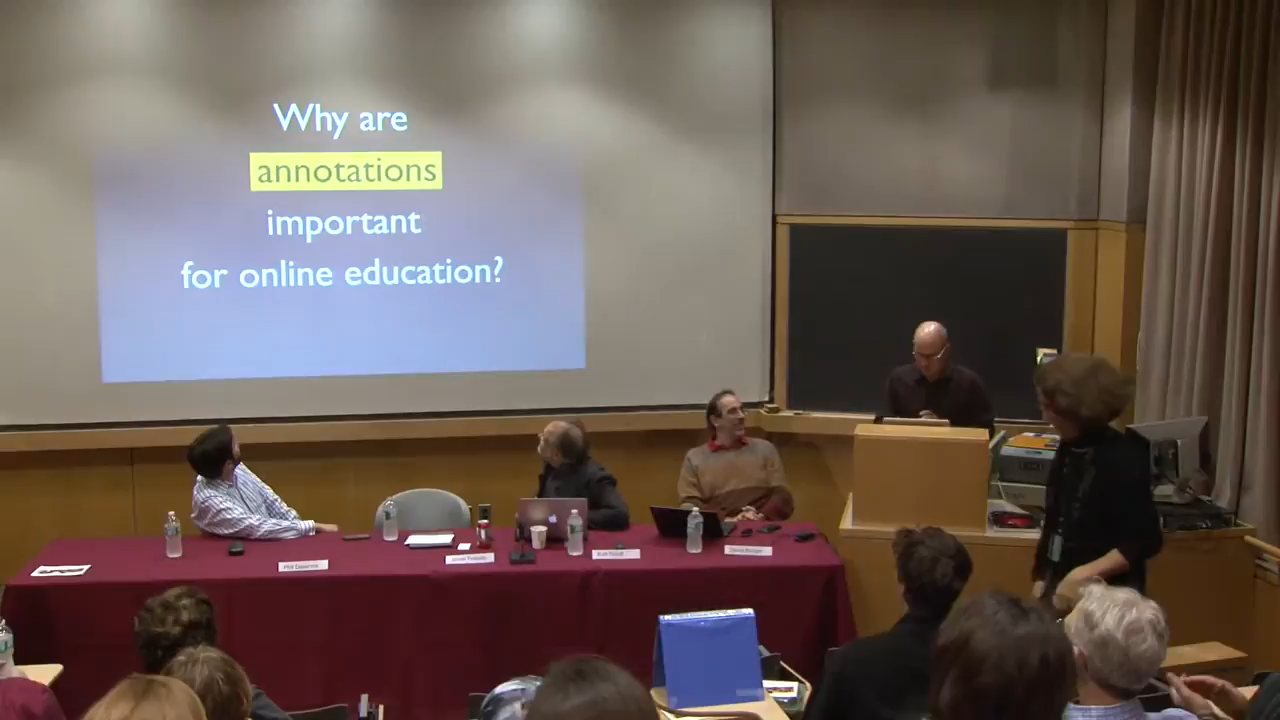 Why are
annotations
important
for online education?